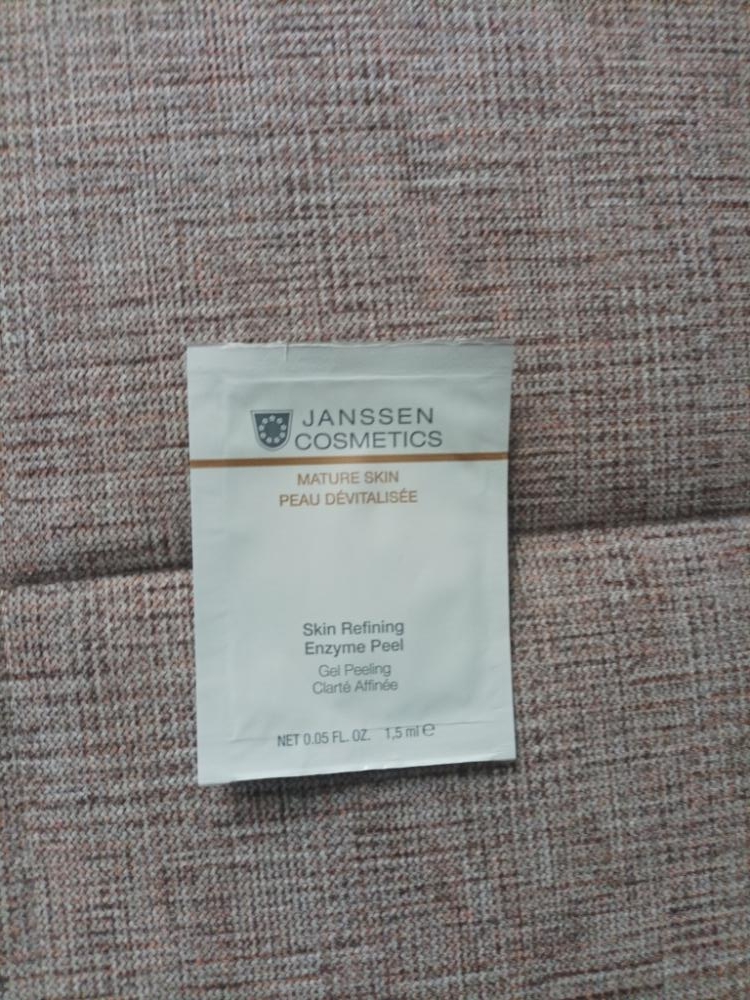 JANSSEN
COSMETICS
MATURE SKIN
PEAU DÉVITALISÉE
Skin Refining
Enzyme Peel
Gel Peeling
Clarté Affinée
NET 0.05 FL. OZ. 1,5 ml ℮